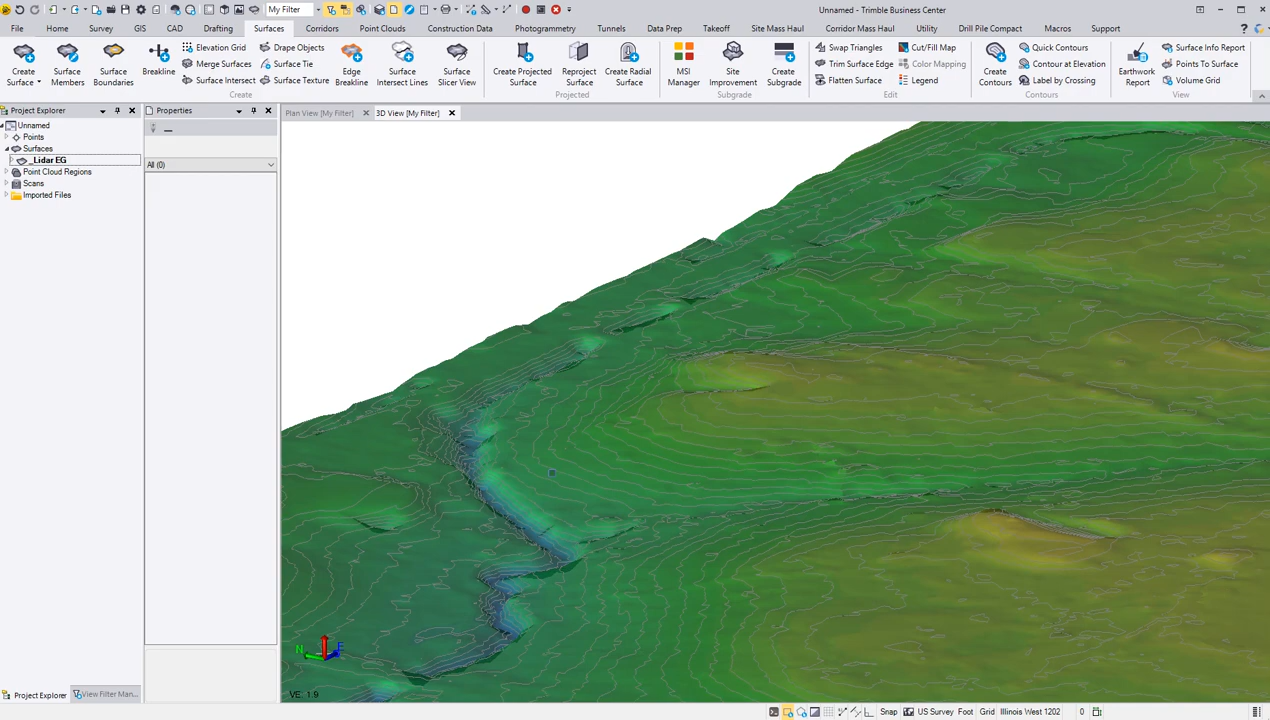 My Filter
Unnamed - Trimble Business Center
File Home Survey GIS CAD Drafting Surfaces Corridors Point Clouds Construction Data Photogrammetry Tunnels Data Prep Takeoff Site Mass Haul Corridor Mass Haul Utility Drill Pile Compact Macros Support
Create Surface
Surface Members
Surface Boundaries
Breakline
Elevation Grid
Merge Surfaces
Surface Intersect
Drape Objects
Surface Tie
Surface Texture
Edge Breakline
Surface Intersect Lines
Surface Slicer View
Create Projected Surface
Reproject Surface
Create Radial Surface
MSI Manager
Site Improvement
Create Subgrade
Swap Triangles
Trim Surface Edge
Flatten Surface
Cut/Fill Map
Color Mapping
Legend
Create Contours
Quick Contours
Contour at Elevation
Label by Crossing
Earthwork Report
Surface Info Report
Points To Surface
Volume Grid
Create Projected Subgrade Edit Contours View
Project Explorer
Properties
Plan View [My Filter]
3D View [My Filter]
Unnamed
Points
Surfaces
_Lidar EG
Point Cloud Regions
Scans
Imported Files
All (0)
N E
VE: 1.9
Project Explorer
View Filter Man...
Snap US Survey Foot Grid Illinois West 1202 0